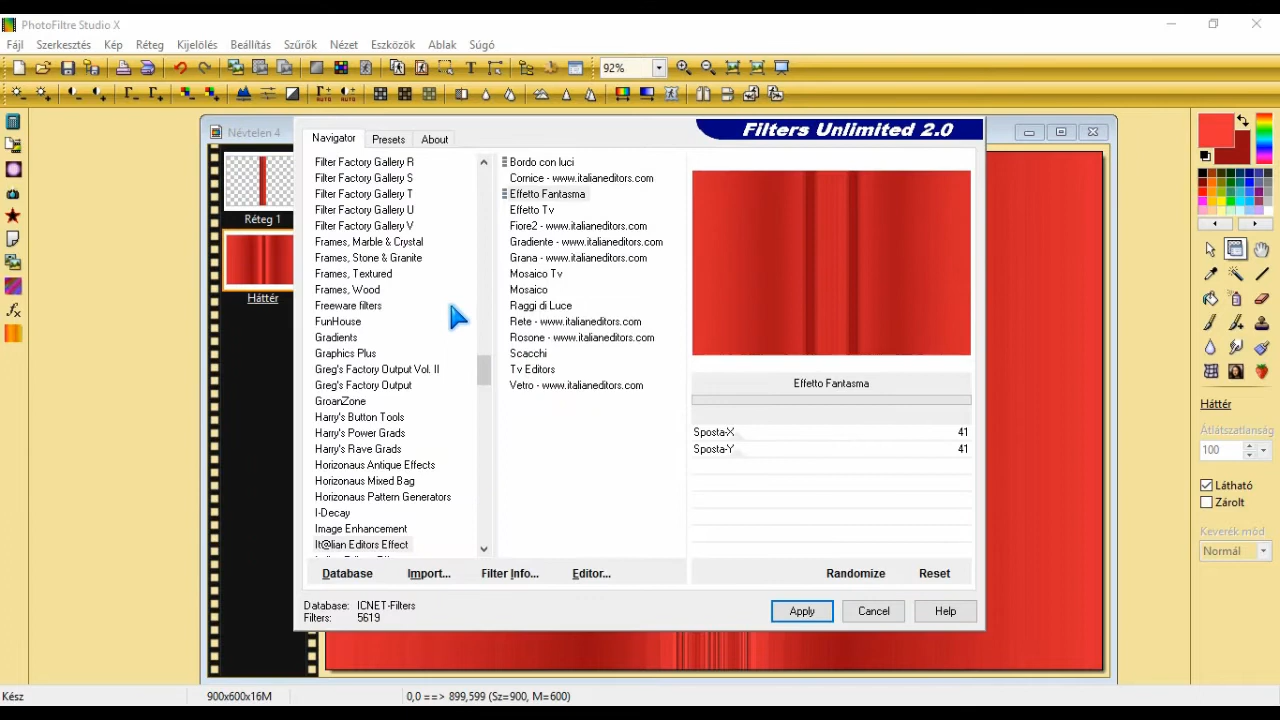 PhotoFiltre Studio X
Fájl Szerkesztés Kép Réteg Kijelölés Beállítás Szűrők Nézet Eszközök Ablak Súgó
92%
Névtelen 4
Réteg 1
Háttér
Filters Unlimited 2.0
Navigator Presets About
Filter Factory Gallery R
Filter Factory Gallery S
Filter Factory Gallery T
Filter Factory Gallery U
Filter Factory Gallery V
Frames, Marble & Crystal
Frames, Stone & Granite
Frames, Textured
Frames, Wood
Freeware filters
FunHouse
Gradients
Graphics Plus
Greg's Factory Output Vol. II
Greg's Factory Output
GroanZone
Harry's Button Tools
Harry's Power Grads
Harry's Rave Grads
Horizonaus Antique Effects
Horizonaus Mixed Bag
Horizonaus Pattern Generators
I-Decay
Image Enhancement
It@lian Editors Effect
Bordo con luci
Cornice - www.italianeditors.com
Effetto Fantasma
Effetto Tv
Fiore2 - www.italianeditors.com
Gradiente - www.italianeditors.com
Grana - www.italianeditors.com
Mosaico Tv
Mosaico
Raggi di Luce
Rete - www.italianeditors.com
Rosone - www.italianeditors.com
Scacchi
Tv Editors
Vetro - www.italianeditors.com
Effetto Fantasma
Sposta-X 41
Sposta-Y 41
Database Import... Filter Info... Editor... Randomize Reset
Database: ICNET-Filters
Filters: 5619
Apply Cancel Help
Háttér
Átlátszatlanság
100
Látható
Zárolt
Keverék mód
Normál
Kész 900x600x16M 0,0 ==> 899,599 (Sz=900, M=600)